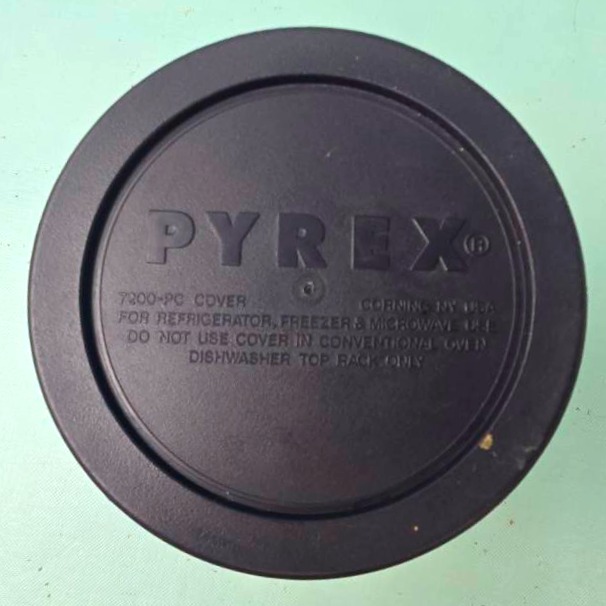 PYREX®
7200-PC COVER CORNING, NY USA
FOR REFRIGERATOR, FREEZER & MICROWAVE USE
DO NOT USE COVER IN CONVENTIONAL OVEN
DISHWASHER TOP RACK ONLY